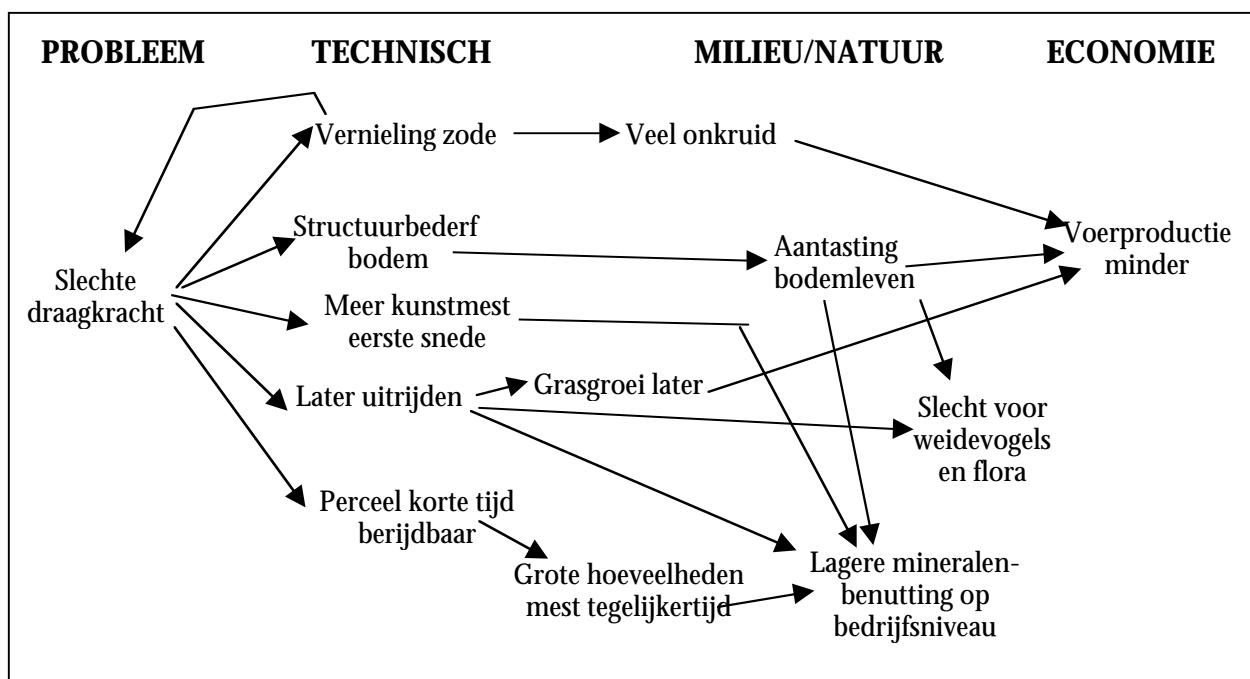 PROBLEEM TECHNISCH MILIEU/NATUUR ECONOMIE
Vernieling zode
Veel onkruid
Structuurbederf
bodem
Aantasting
bodemleven
Voerproductie
minder
Slechte
draagkracht
Meer kunstmest
eerste snede
Later uitrijden
Grasgroei later
Slecht voor
weidevogels
en flora
Perceel korte tijd
berijdbaar
Grote hoeveelheden
mest tegelijkertijd
Lagere mineralen-
benutting op
bedrijfsniveau